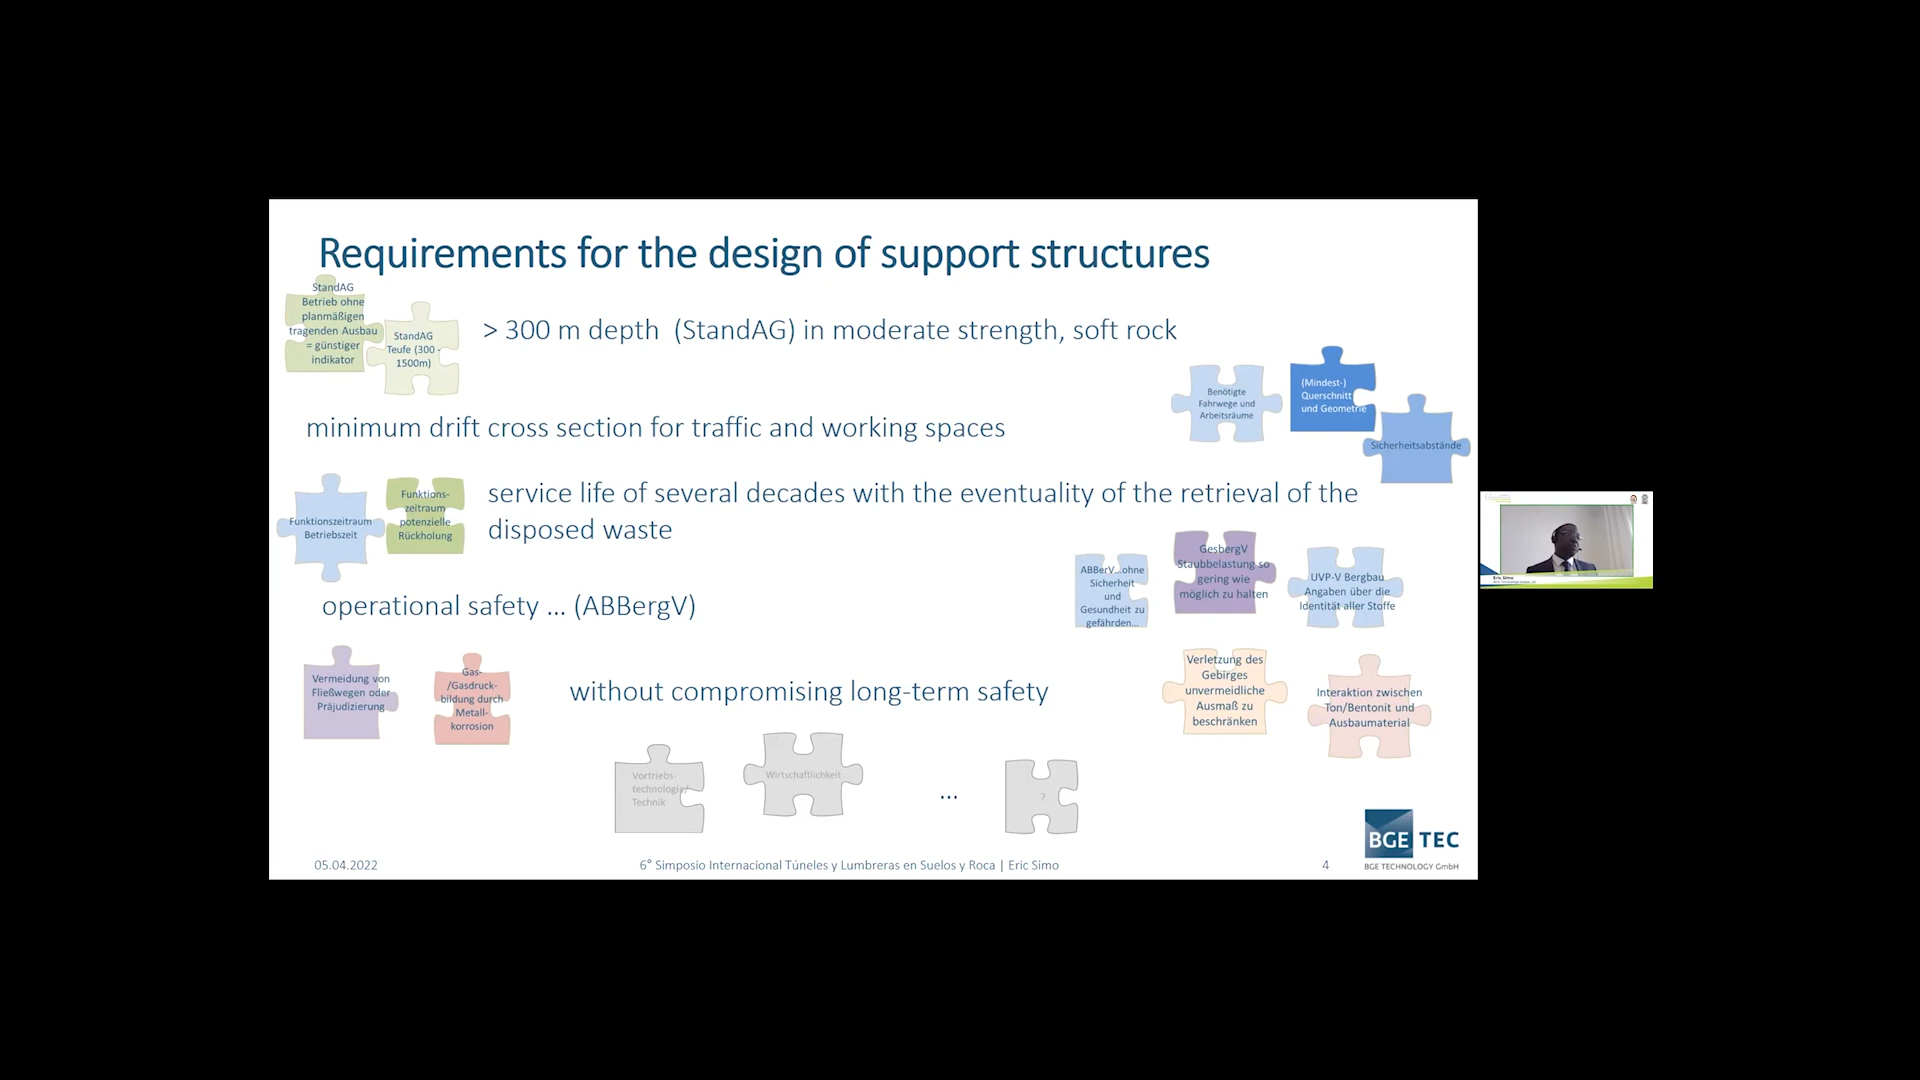 Requirements for the design of support structures
StandAG
Betrieb ohne
planmäßigen
tragenden Ausbau
= günstiger
indikator
StandAG
Teufe (300 -
1500m)
> 300 m depth (StandAG) in moderate strength, soft rock
Benötigte
Fahrwege und
Arbeitsräume
(Mindest-)
Querschnitt
und Geometrie
Sicherheitsabstände
minimum drift cross section for traffic and working spaces
Funktionszeitraum
Betriebszeit
Funktions-
zeitraum
potenzielle
Rückholung
service life of several decades with the eventuality of the retrieval of the
disposed waste
ABBerV...ohne
Sicherheit
und
Gesundheit zu
gefährden...
GesbergV
Staubbelastung so
gering wie
möglich zu halten
UVP-V Bergbau
Angaben über die
Identität aller Stoffe
operational safety ... (ABBergV)
Vermeidung von
Fließwegen oder
Präjudizierung
Gas-
/Gasdruck-
bildung durch
Metall-
korrosion
without compromising long-term safety
Verletzung des
Gebirges
unvermeidliche
Ausmaß zu
beschränken
Interaktion zwischen
Ton/Bentonit und
Ausbaumaterial
Vortriebs-
technologie/
Technik
Wirtschaftlichkeit
...
?
BGE TEC
BGE TECHNOLOGY GmbH
05.04.2022
6° Simposio Internacional Túneles y Lumbreras en Suelos y Roca | Eric Simo
4
Eric Simo